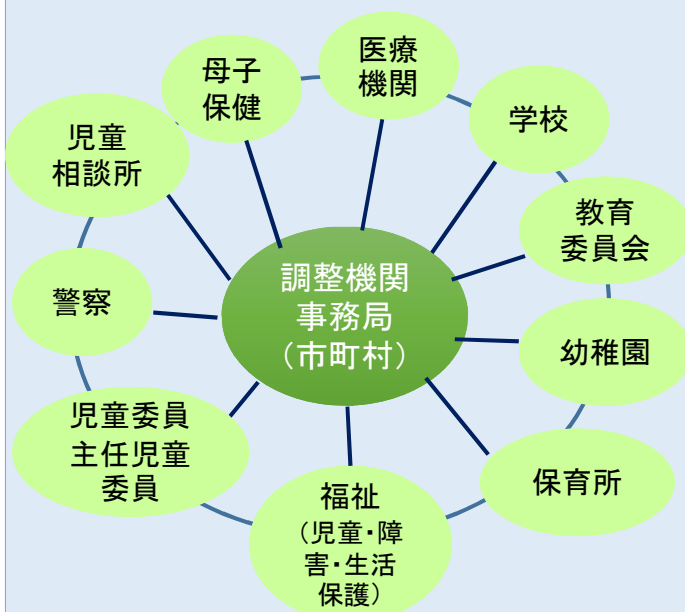 医療
機関
母子
保健
学校
児童
相談所
教育
委員会
調整機関
事務局
（市町村）
警察
幼稚園
児童委員
主任児童
委員
保育所
福祉
（児童・障
害・生活
保護）